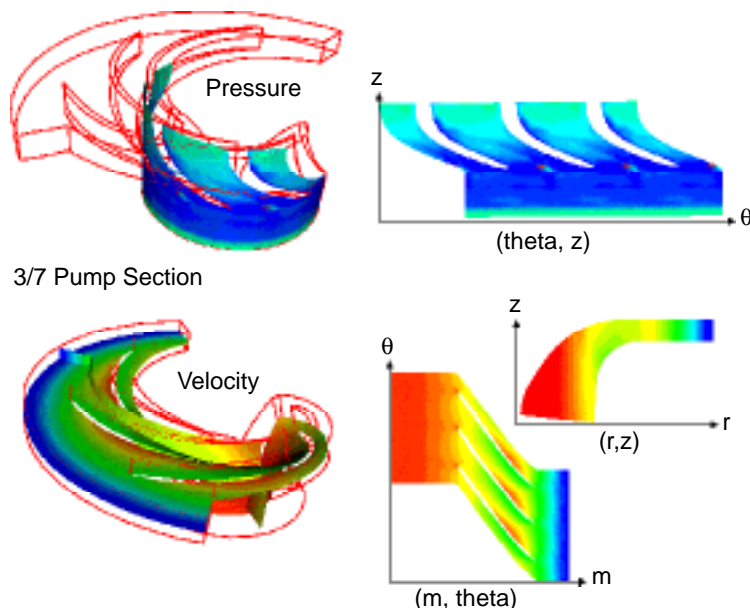 Pressure
z
θ
(theta, z)
3/7 Pump Section
Velocity
z
r
(r,z)
θ
m
(m, theta)